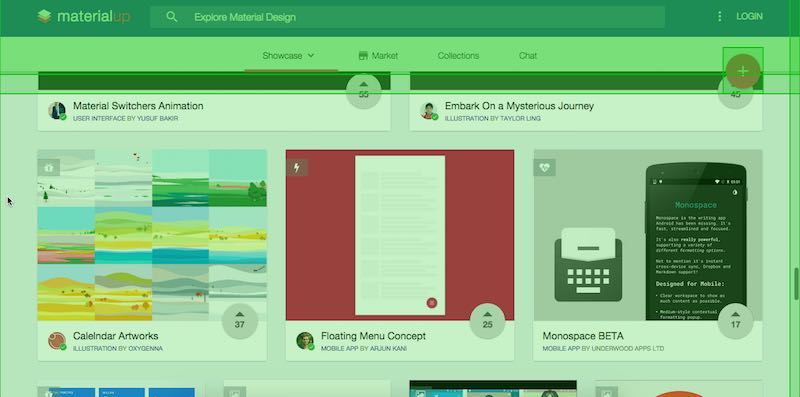 materialup
Explore Material Design
LOGIN
Showcase
Market
Collections
Chat
55
45
Material Switchers Animation
USER INTERFACE BY YUSUF BAKIR
Embark On a Mysterious Journey
ILLUSTRATION BY TAYLOR LING
Monospace
Monospace is the writing app
Android has been missing. It's
fast, streamlined and focused.
It's also really powerful,
supporting a variety of
different formatting options.
Not to mention it's instant
cross-device sync, Dropbox and
Markdown support!
Designed for Mobile:
• Clear workspace to show as
much content as possible.
• Medium-style contextual
formatting popup.
37
25
17
Calelndar Artworks
ILLUSTRATION BY OXYGENNA
Floating Menu Concept
MOBILE APP BY ARJUN KANI
Monospace BETA
MOBILE APP BY UNDERWOOD APPS LTD